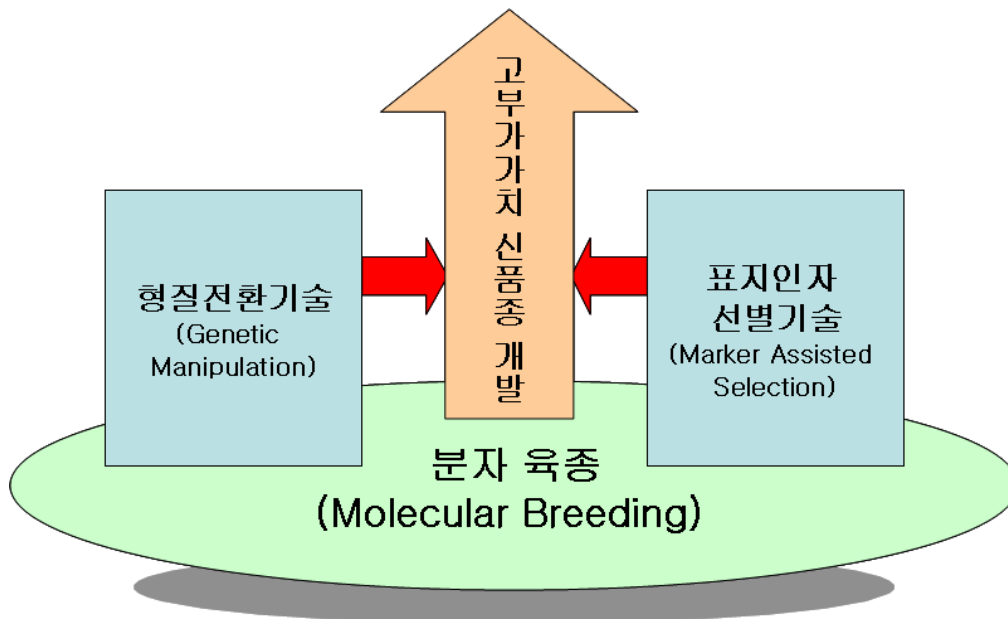 고부가가치 신품종 개발
형질전환기술
(Genetic
Manipulation)
표지인자
선별기술
(Marker Assisted
Selection)
분자 육종
(Molecular Breeding)